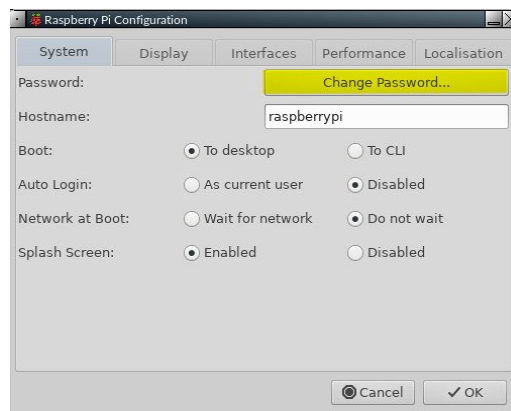 Raspberry Pi Configuration
System Display Interfaces Performance Localisation
Password: Change Password...
Hostname: raspberrypi
Boot: To desktop To CLI
Auto Login: As current user Disabled
Network at Boot: Wait for network Do not wait
Splash Screen: Enabled Disabled
Cancel OK